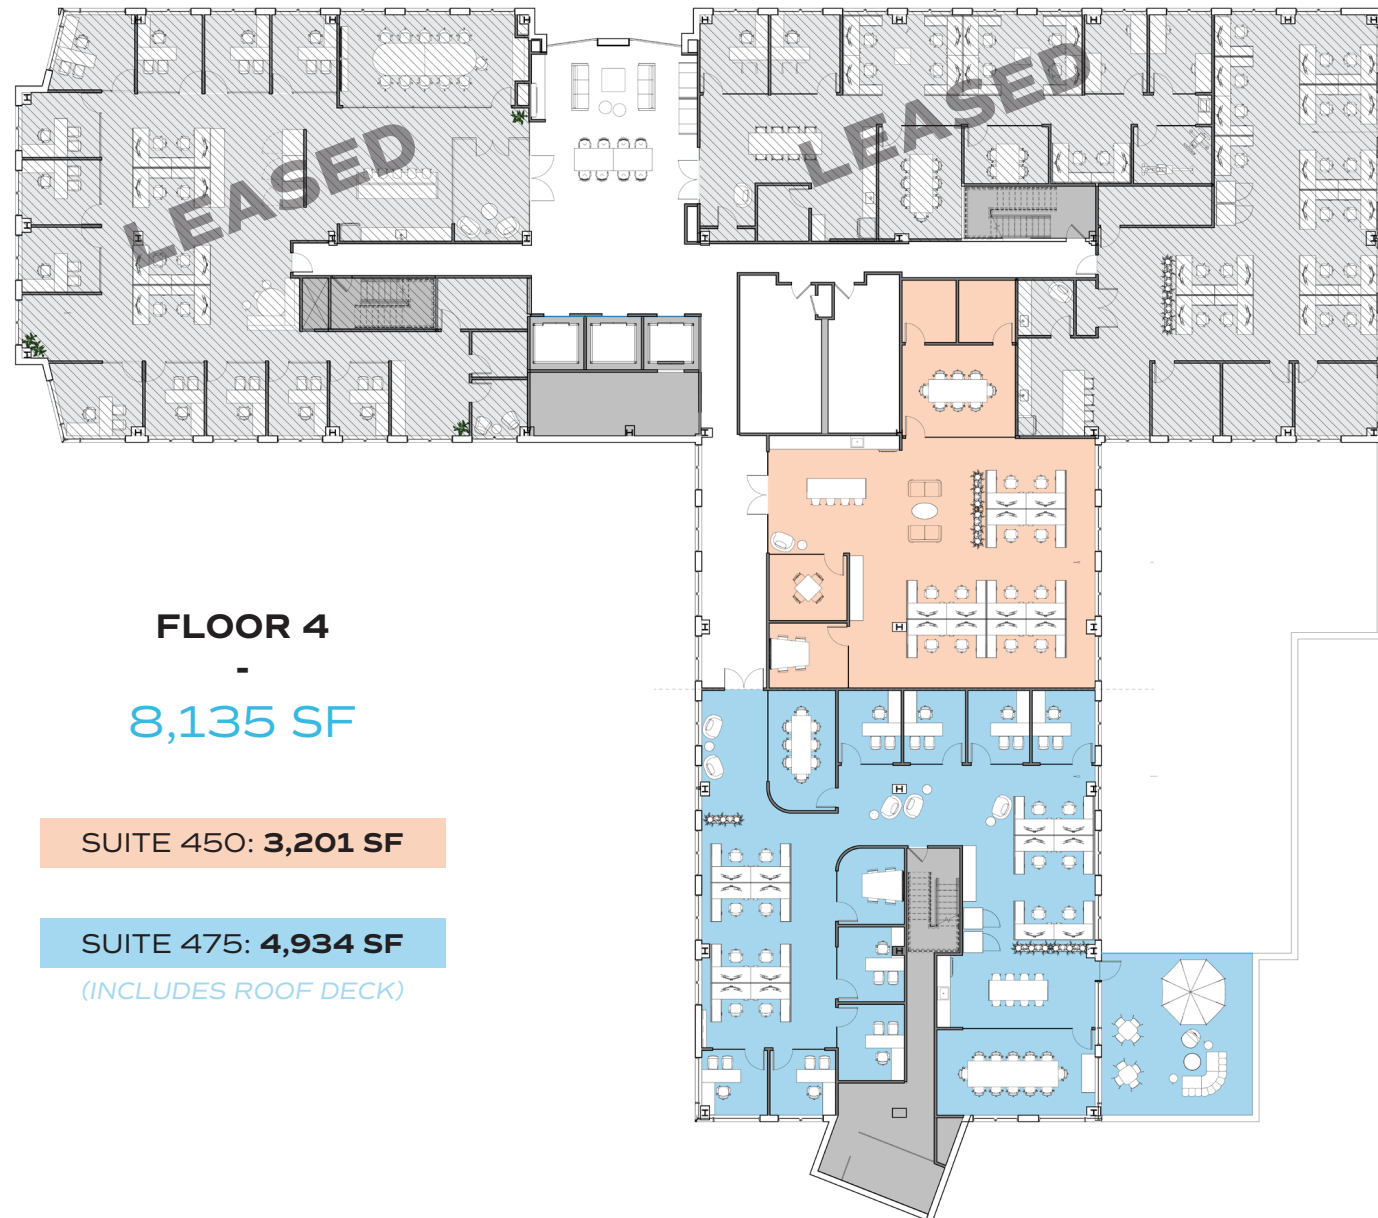 LEASED
LEASED
FLOOR 4
-
8,135 SF
SUITE 450: 3,201 SF
SUITE 475: 4,934 SF
(INCLUDES ROOF DECK)